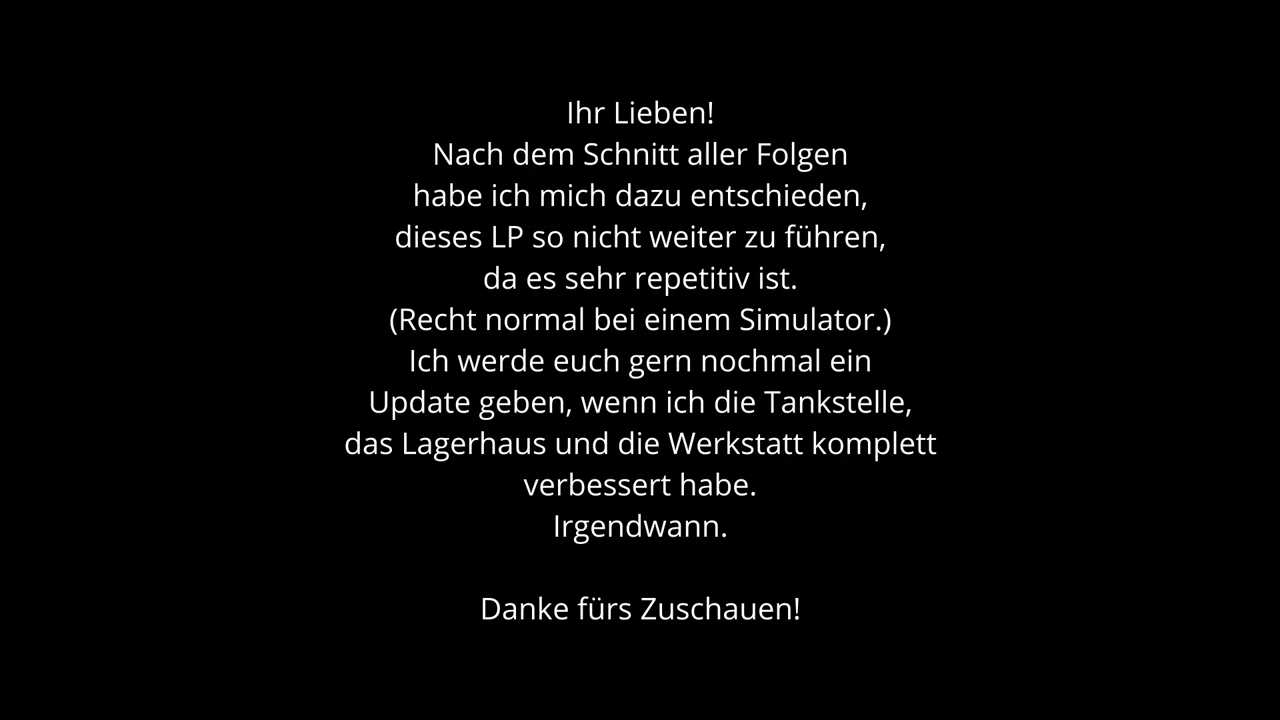 Ihr Lieben!
Nach dem Schnitt aller Folgen
habe ich mich dazu entschieden,
dieses LP so nicht weiter zu führen,
da es sehr repetitiv ist.
(Recht normal bei einem Simulator.)
Ich werde euch gern nochmal ein
Update geben, wenn ich die Tankstelle,
das Lagerhaus und die Werkstatt komplett
verbessert habe.
Irgendwann.
Danke fürs Zuschauen!